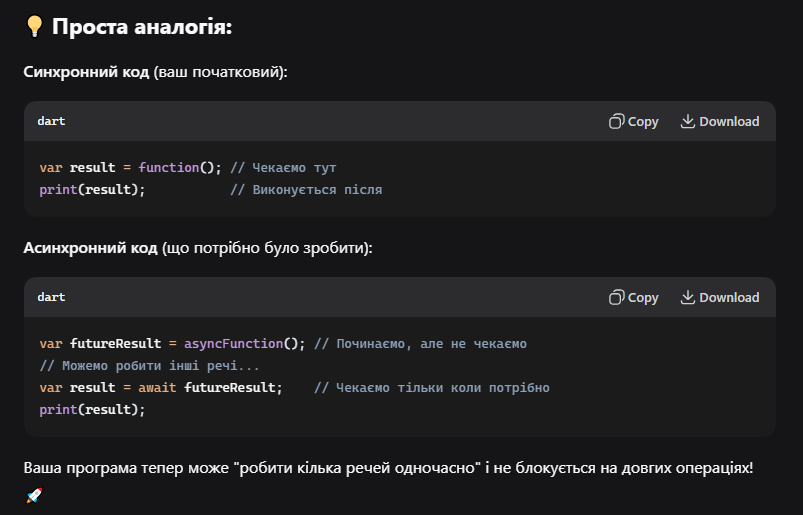 💡 Проста аналогія:
Синхронний код (ваш початковий):
dart
Copy
Download
var result = function(); // Чекаємо тут
print(result);           // Виконується після
Асинхронний код (що потрібно було зробити):
dart
Copy
Download
var futureResult = asyncFunction(); // Починаємо, але не чекаємо
// Можемо робити інші речі...
var result = await futureResult;    // Чекаємо тільки коли потрібно
print(result);
Ваша програма тепер може "робити кілька речей одночасно" і не блокується на довгих операціях!
🚀